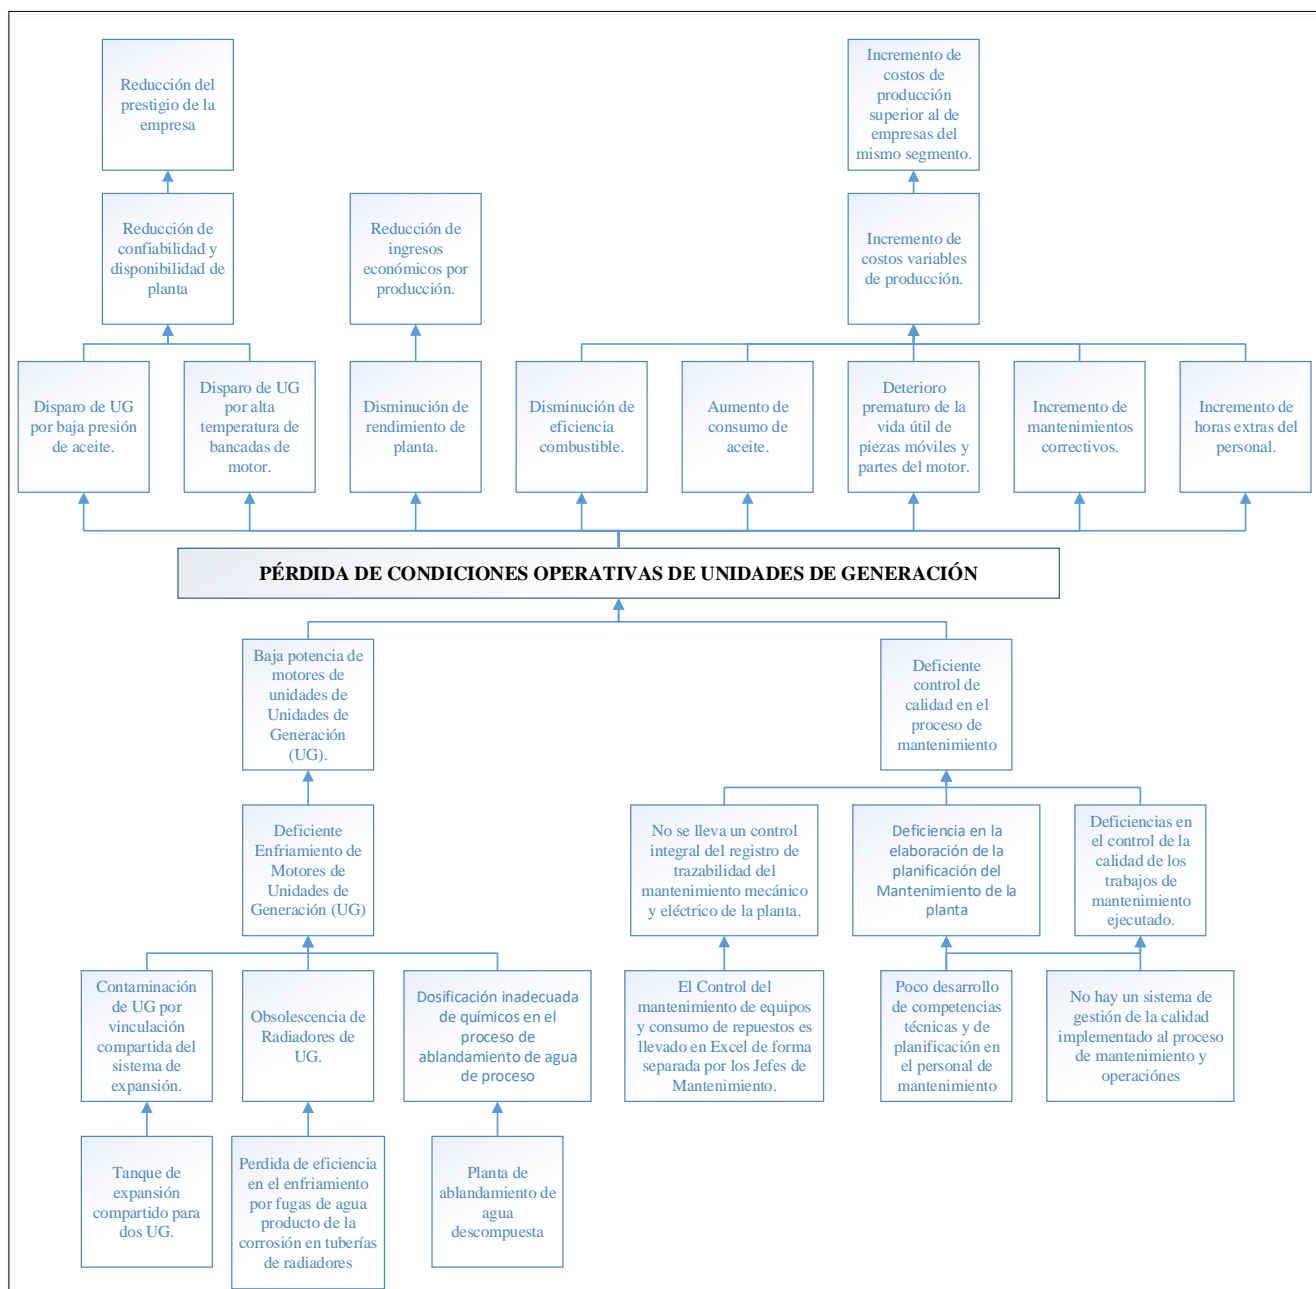 Reducción del
prestigio de la
empresa
Incremento de
costos de
producción
superior al de
empresas del
mismo segmento.
Reducción de
confiabilidad y
disponibilidad de
planta
Reducción de
ingresos
económicos por
producción.
Incremento de
costos variables
de producción.
Disparo de UG
por baja presión
de aceite.
Disparo de UG
por alta
temperatura de
bancadas de
motor.
Disminución de
rendimiento de
planta.
Disminución de
eficiencia
combustible.
Aumento de
consumo de
aceite.
Deterioro
prematuro de la
vida útil de
piezas móviles y
partes del motor.
Incremento de
mantenimientos
correctivos.
Incremento de
horas extras del
personal.
PÉRDIDA DE CONDICIONES OPERATIVAS DE UNIDADES DE GENERACIÓN
Baja potencia de
motores de
unidades de
Unidades de
Generación
(UG).
Deficiente
control de
calidad en el
proceso de
mantenimiento
Deficiente
Enfriamiento de
Motores de
Unidades de
Generación (UG)
No se lleva un control
integral del registro de
trazabilidad del
mantenimiento mecánico
y eléctrico de la planta.
Deficiencia en la
elaboración de la
planificación del
Mantenimiento de la
planta
Deficiencias en
el control de la
calidad de los
trabajos de
mantenimiento
ejecutado.
Contaminación
de UG por
vinculación
compartida del
sistema de
expansión.
Obsolescencia de
Radiadores de
UG.
Dosificación inadecuada
de químicos en el
proceso de
ablandamiento de agua
de proceso
El Control del
mantenimiento de equipos
y consumo de repuestos es
llevado en Excel de forma
separada por los Jefes de
Mantenimiento.
Poco desarrollo
de competencias
técnicas y de
planificación en
el personal de
mantenimiento
No hay un sistema de
gestión de la calidad
implementado al proceso
de mantenimiento y
operaciónes
Tanque de
expansión
compartido para
dos UG.
Perdida de eficiencia
en el enfriamiento
por fugas de agua
producto de la
corrosión en tuberías
de radiadores
Planta de
ablandamiento de
agua
descompuesta